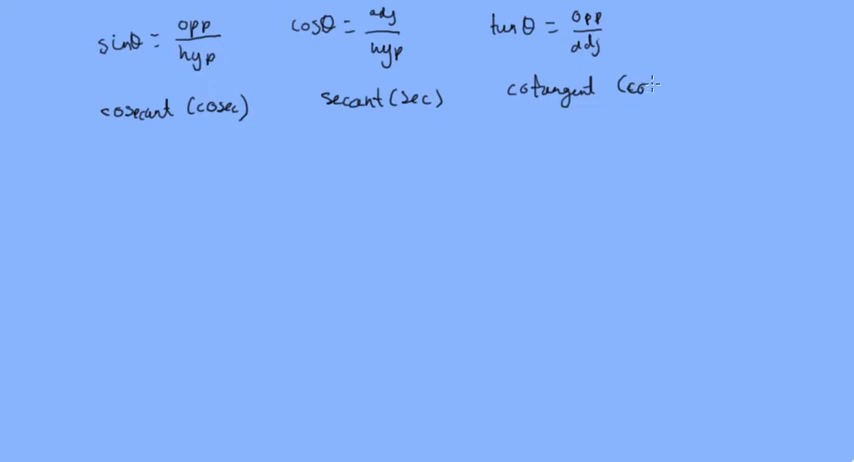 sinθ = opp/hyp cosθ = adj/hyp tanθ = opp/adj
cosecant (cosec) secant (sec) cotangent (co